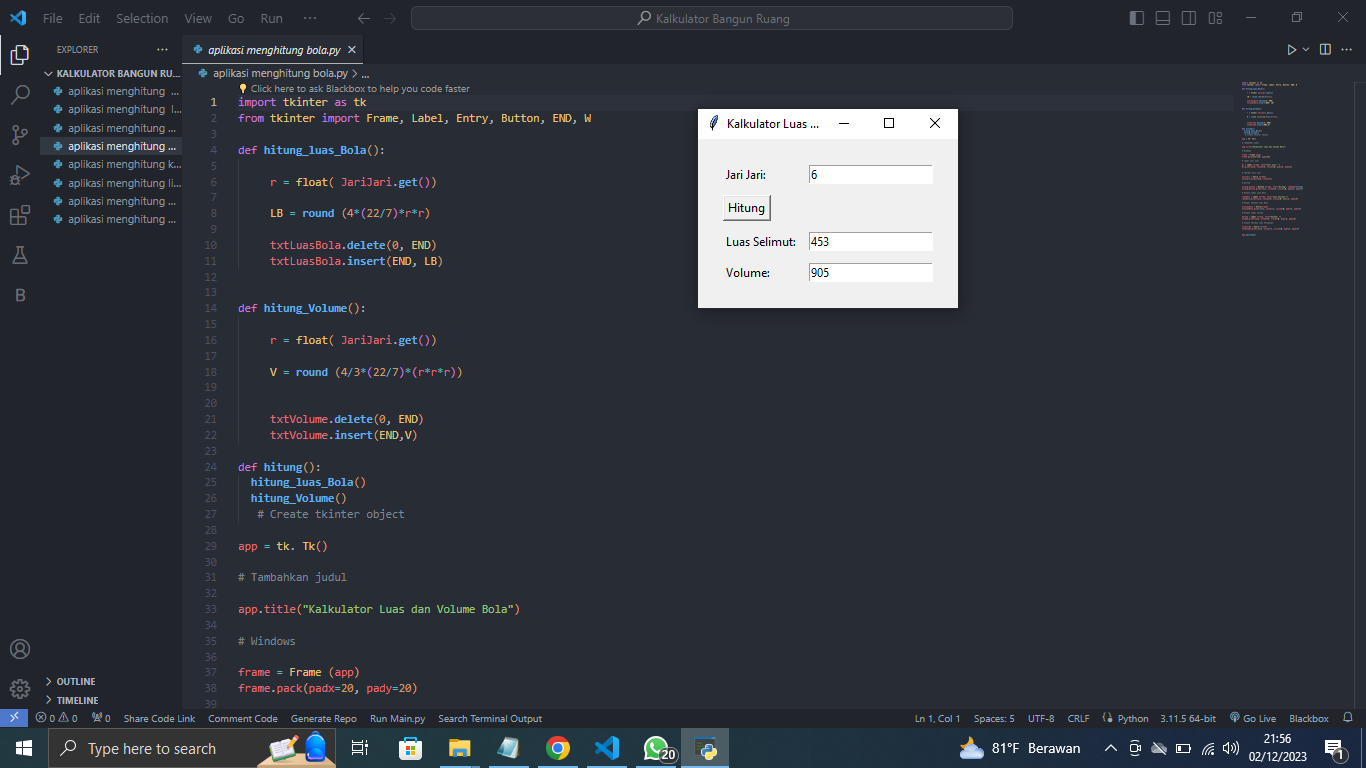 File Edit Selection View Go Run ···
Kalkulator Bangun Ruang
EXPLORER ···
KALKULATOR BANGUN RU...
aplikasi menghitung ...
aplikasi menghitung l...
aplikasi menghitung ...
aplikasi menghitung ...
aplikasi menghitung k...
aplikasi menghitung li...
aplikasi menghitung ...
aplikasi menghitung ...
B
OUTLINE
TIMELINE
aplikasi menghitung bola.py
aplikasi menghitung bola.py > ...
Click here to ask Blackbox to help you code faster
1 import tkinter as tk
2 from tkinter import Frame, Label, Entry, Button, END, W
3
4 def hitung_luas_Bola():
5
6 r = float( JariJari.get())
7
8 LB = round (4*(22/7)*r*r)
9
10 txtLuasBola.delete(0, END)
11 txtLuasBola.insert(END, LB)
12
13
14 def hitung_Volume():
15
16 r = float( JariJari.get())
17
18 V = round (4/3*(22/7)*(r*r*r))
19
20
21 txtVolume.delete(0, END)
22 txtVolume.insert(END,V)
23
24 def hitung():
25 hitung_luas_Bola()
26 hitung_Volume()
27 # Create tkinter object
28
29 app = tk. Tk()
30
31 # Tambahkan judul
32
33 app.title("Kalkulator Luas dan Volume Bola")
34
35 # Windows
36
37 frame = Frame (app)
38 frame.pack(padx=20, pady=20)
39
Kalkulator Luas ...
Jari Jari: 6
Hitung
Luas Selimut: 453
Volume: 905
0 0 0 Share Code Link Comment Code Generate Repo Run Main.py Search Terminal Output
Ln 1, Col 1 Spaces: 5 UTF-8 CRLF Python 3.11.5 64-bit Go Live Blackbox
Type here to search
20
81°F Berawan
21:56
02/12/2023
1